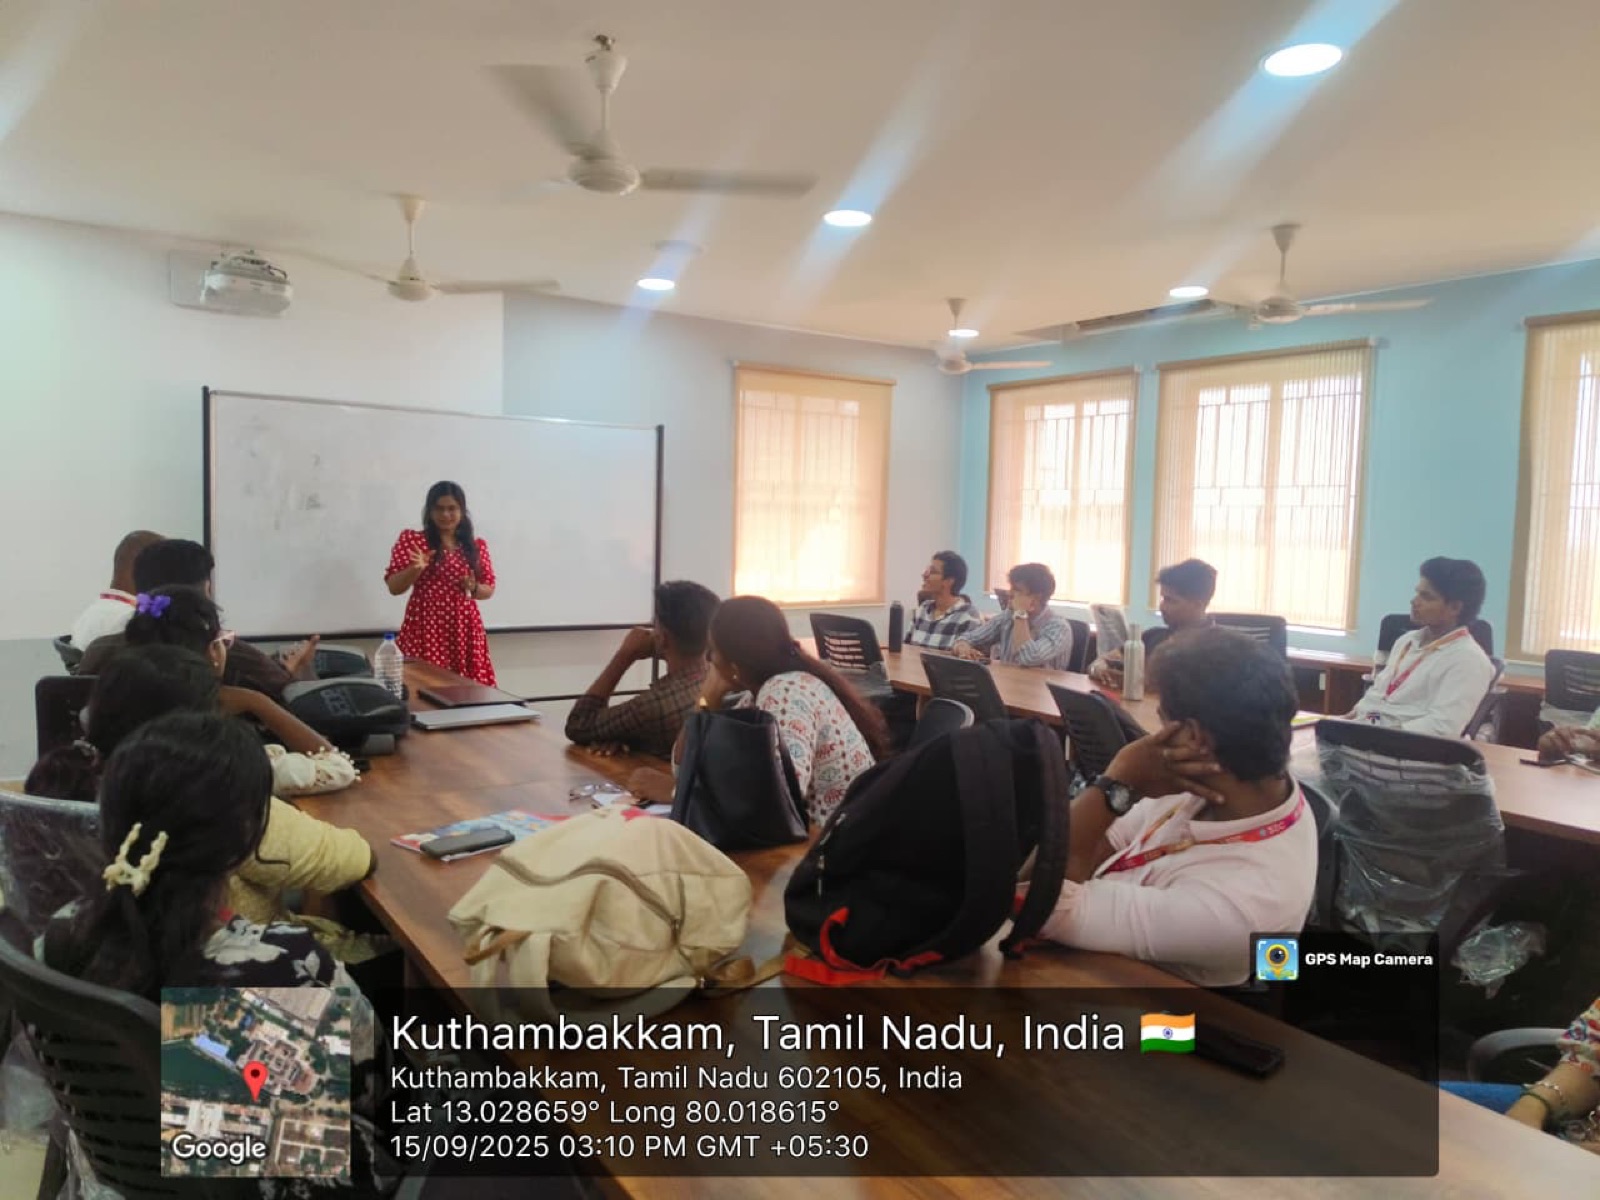 GPS Map Camera
Kuthambakkam, Tamil Nadu, India 🇮🇳
Kuthambakkam, Tamil Nadu 602105, India
Lat 13.028659° Long 80.018615°
15/09/2025 03:10 PM GMT +05:30
Google